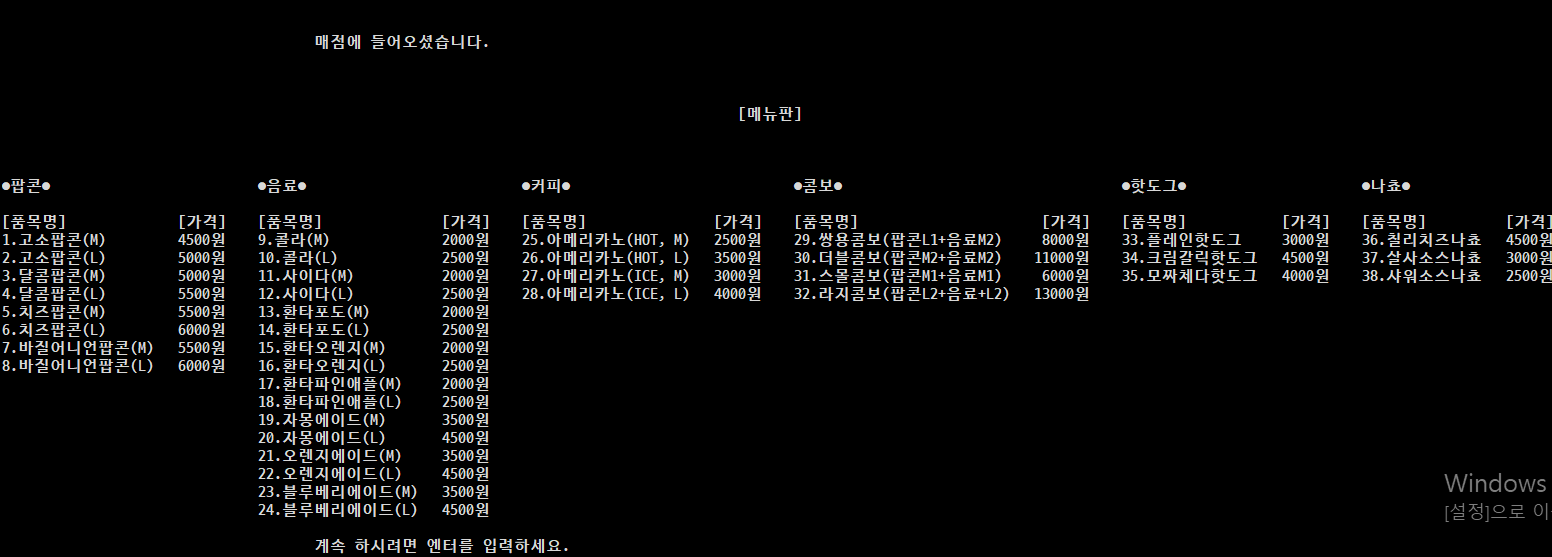 매점에 들어오셨습니다.
[메뉴판]
●팝콘● ●음료● ●커피● ●콤보● ●핫도그● ●나쵸●
[품목명] [가격] [품목명] [가격] [품목명] [가격] [품목명] [가격] [품목명] [가격] [품목명] [가격]
1.고소팝콘(M) 4500원 9.콜라(M) 2000원 25.아메리카노(HOT, M) 2500원 29.쌍용콤보(팝콘L1+음료M2) 8000원 33.플레인핫도그 3000원 36.칠리치즈나쵸 4500원
2.고소팝콘(L) 5000원 10.콜라(L) 2500원 26.아메리카노(HOT, L) 3500원 30.더블콤보(팝콘M2+음료M2) 11000원 34.크림갈릭핫도그 4500원 37.살사소스나쵸 3000원
3.달콤팝콘(M) 5000원 11.사이다(M) 2000원 27.아메리카노(ICE, M) 3000원 31.스몰콤보(팝콘M1+음료M1) 6000원 35.모짜체다핫도그 4000원 38.사워소스나쵸 2500원
4.달콤팝콘(L) 5500원 12.사이다(L) 2500원 28.아메리카노(ICE, L) 4000원 32.라지콤보(팝콘L2+음료+L2) 13000원
5.치즈팝콘(M) 5500원 13.환타포도(M) 2000원
6.치즈팝콘(L) 6000원 14.환타포도(L) 2500원
7.바질어니언팝콘(M) 5500원 15.환타오렌지(M) 2000원
8.바질어니언팝콘(L) 6000원 16.환타오렌지(L) 2500원
17.환타파인애플(M) 2000원
18.환타파인애플(L) 2500원
19.자몽에이드(M) 3500원
20.자몽에이드(L) 4500원
21.오렌지에이드(M) 3500원
22.오렌지에이드(L) 4500원
23.블루베리에이드(M) 3500원
24.블루베리에이드(L) 4500원
Windows
[설정]으로
계속 하시려면 엔터를 입력하세요.